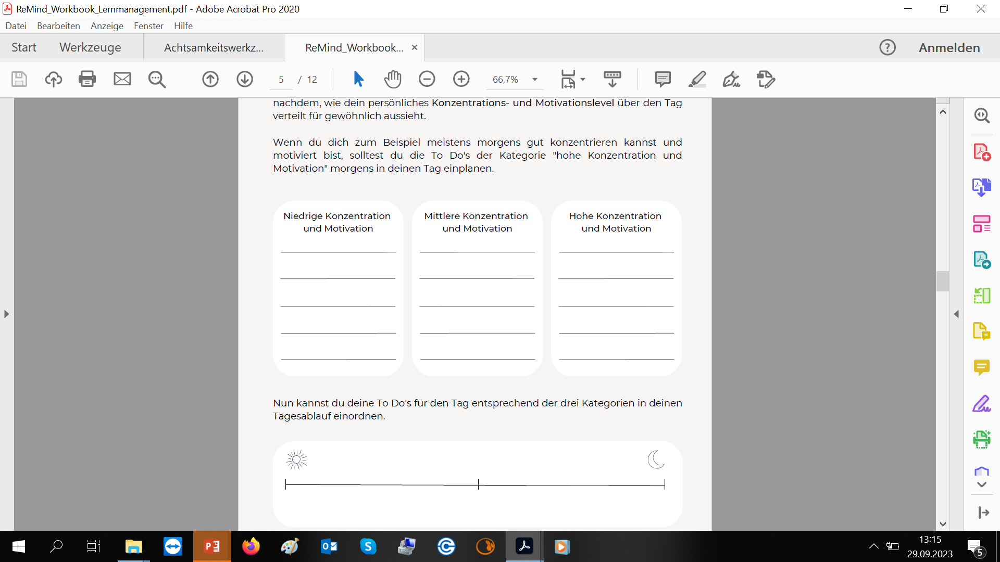 ReMind_Workbook_Lernmanagement.pdf - Adobe Acrobat Pro 2020
Datei Bearbeiten Anzeige Fenster Hilfe
Start Werkzeuge Achtsamkeitswerkz... ReMind_Workbook... × ? Anmelden
5 / 12 66,7%
nachdem, wie dein persönliches Konzentrations- und Motivationslevel über den Tag
verteilt für gewöhnlich aussieht.
Wenn du dich zum Beispiel meistens morgens gut konzentrieren kannst und
motiviert bist, solltest du die To Do's der Kategorie "hohe Konzentration und
Motivation" morgens in deinen Tag einplanen.
Niedrige Konzentration
und Motivation
Mittlere Konzentration
und Motivation
Hohe Konzentration
und Motivation
Nun kannst du deine To Do's für den Tag entsprechend der drei Kategorien in deinen
Tagesablauf einordnen.
13:15
29.09.2023
5